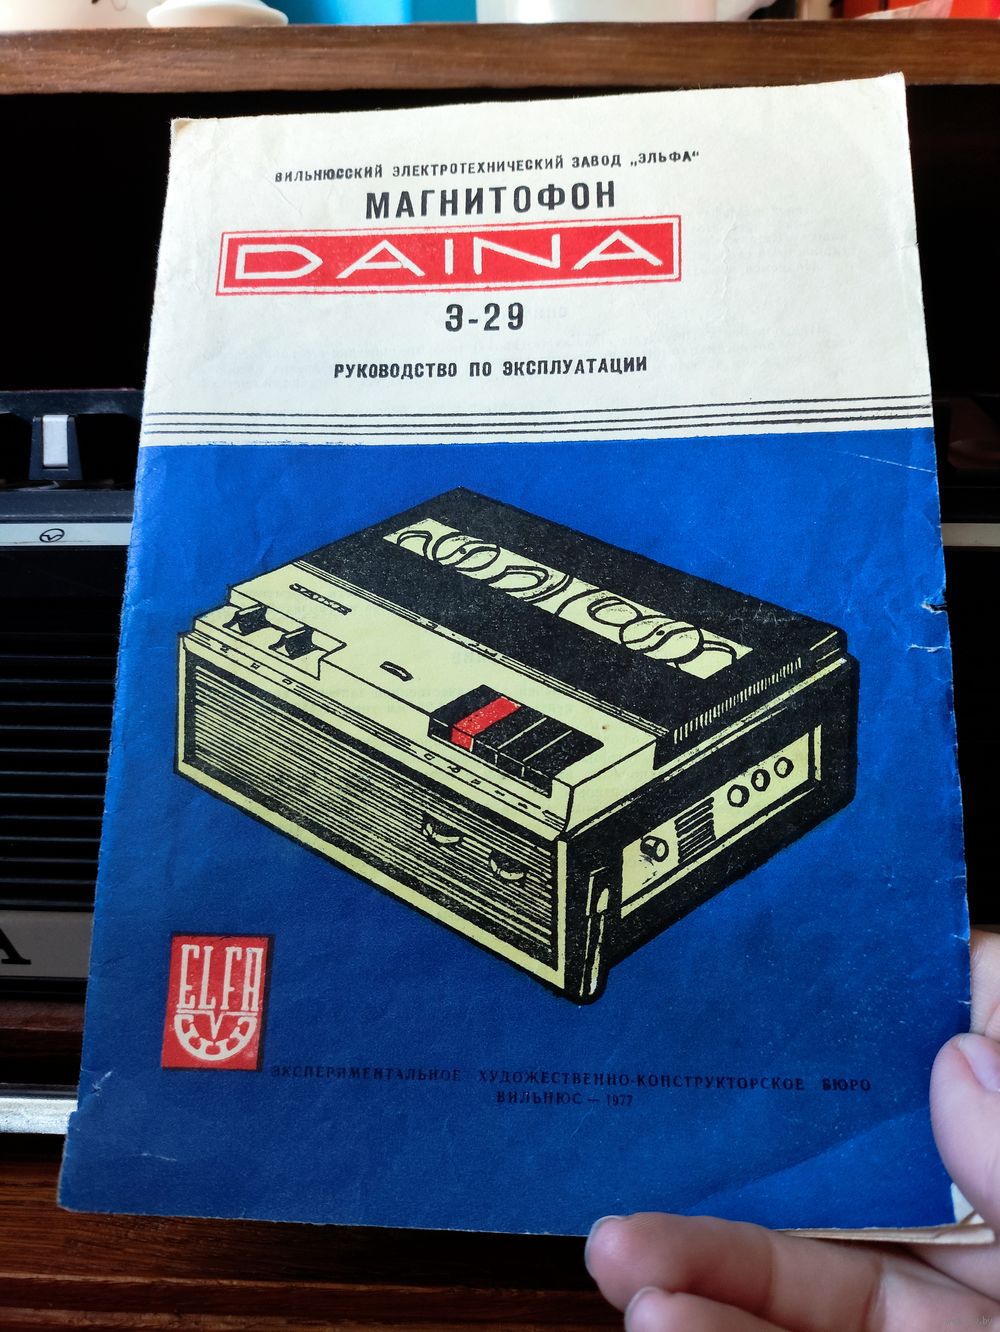 ВИЛЬНЮССКИЙ ЭЛЕКТРОТЕХНИЧЕСКИЙ ЗАВОД „ЭЛЬФА“
МАГНИТОФОН
DAINA
Э-29
РУКОВОДСТВО ПО ЭКСПЛУАТАЦИИ
ELFA
ЭКСПЕРИМЕНТАЛЬНОЕ ХУДОЖЕСТВЕННО-КОНСТРУКТОРСКОЕ БЮРО
ВИЛЬНЮС — 1977